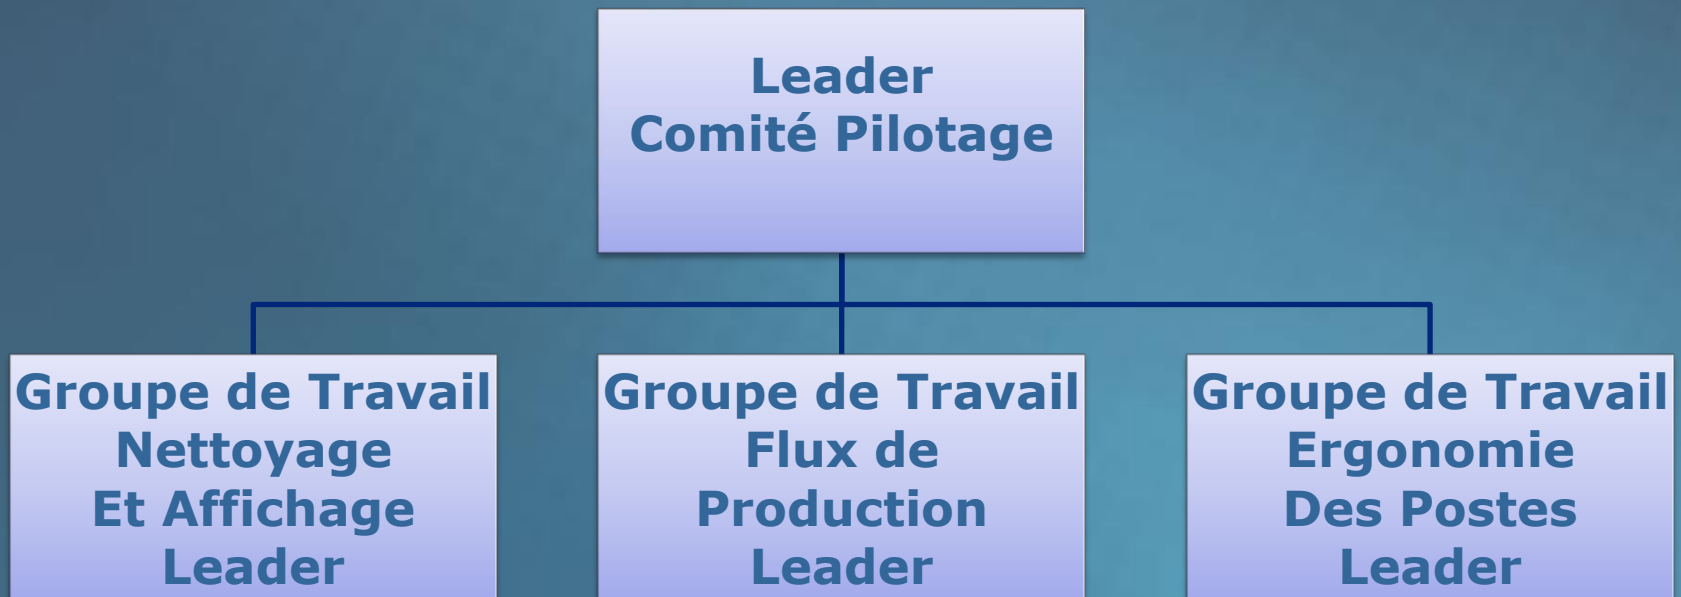 Leader
Comité Pilotage
Groupe de Travail
Nettoyage
Et Affichage
Leader
Groupe de Travail
Flux de
Production
Leader
Groupe de Travail
Ergonomie
Des Postes
Leader